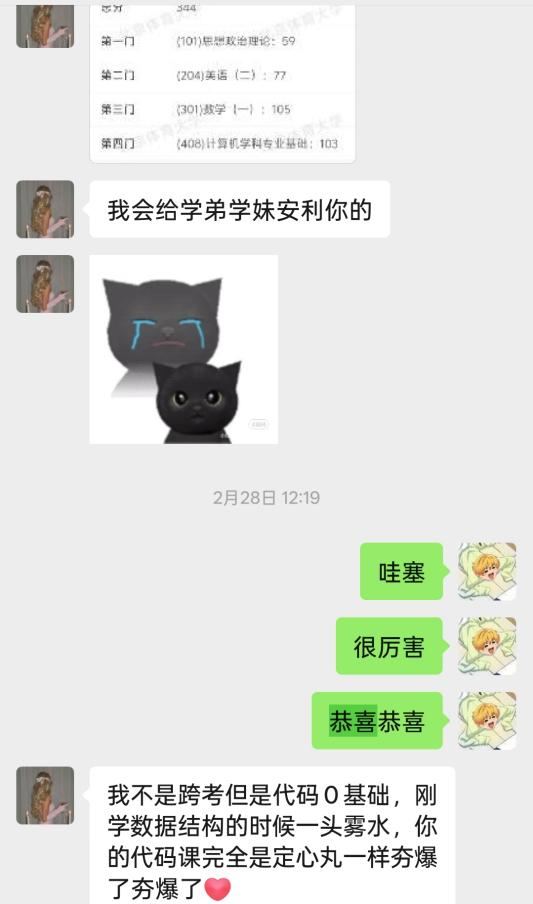 总分 344
第一门 (101)思想政治理论：59
第二门 (204)英语（二）：77
第三门 (301)数学（一）：105
第四门 (408)计算机学科专业基础：103
我会给学弟学妹安利你的
2月28日 12:19
哇塞
很厉害
恭喜恭喜
我不是跨考但是代码0基础，刚
学数据结构的时候一头雾水，你
的代码课完全是定心丸一样夯爆
了夯爆了